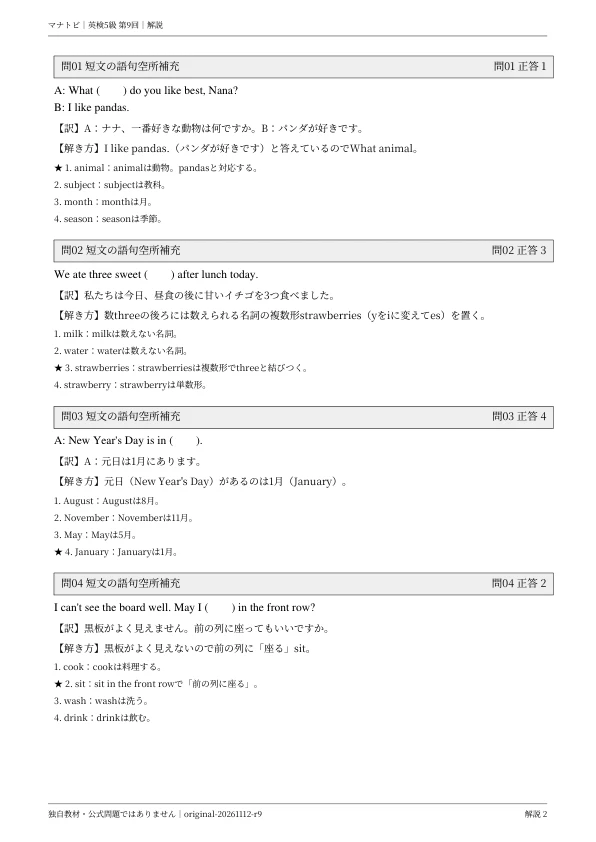 マナトビ｜英検5級 第9回｜解説
問01 短文の語句空所補充 問01 正答 1
A: What (　　) do you like best, Nana?
B: I like pandas.
【訳】A：ナナ、一番好きな動物は何ですか。B：パンダが好きです。
【解き方】I like pandas.（パンダが好きです）と答えているのでWhat animal。
★ 1. animal：animalは動物。pandasと対応する。
2. subject：subjectは教科。
3. month：monthは月。
4. season：seasonは季節。
問02 短文の語句空所補充 問02 正答 3
We ate three sweet (　　) after lunch today.
【訳】私たちは今日、昼食の後に甘いイチゴを3つ食べました。
【解き方】数threeの後ろには数えられる名詞の複数形strawberries（yをiに変えてes）を置く。
1. milk：milkは数えない名詞。
2. water：waterは数えない名詞。
★ 3. strawberries：strawberriesは複数形でthreeと結びつく。
4. strawberry：strawberryは単数形。
問03 短文の語句空所補充 問03 正答 4
A: New Year's Day is in (　　).
【訳】A：元日は1月にあります。
【解き方】元日（New Year's Day）があるのは1月（January）。
1. August：Augustは8月。
2. November：Novemberは11月。
3. May：Mayは5月。
★ 4. January：Januaryは1月。
問04 短文の語句空所補充 問04 正答 2
I can't see the board well. May I (　　) in the front row?
【訳】黒板がよく見えません。前の列に座ってもいいですか。
【解き方】黒板がよく見えないので前の列に「座る」sit。
1. cook：cookは料理する。
★ 2. sit：sit in the front rowで「前の列に座る」。
3. wash：washは洗う。
4. drink：drinkは飲む。
独自教材・公式問題ではありません｜original-20261112-r9 解説 2